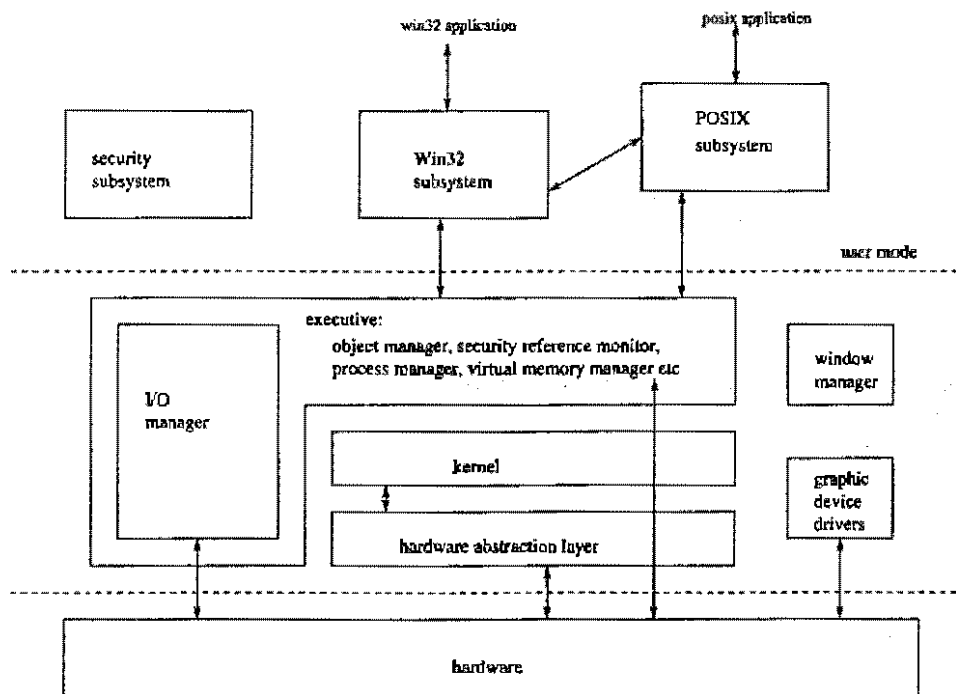 win32 application
posix application
security
subsystem
Win32
subsystem
POSIX
subsystem
user mode
executive:
object manager, security reference monitor,
process manager, virtual memory manager etc
I/O
manager
window
manager
kernel
graphic
device
drivers
hardware abstraction layer
hardware